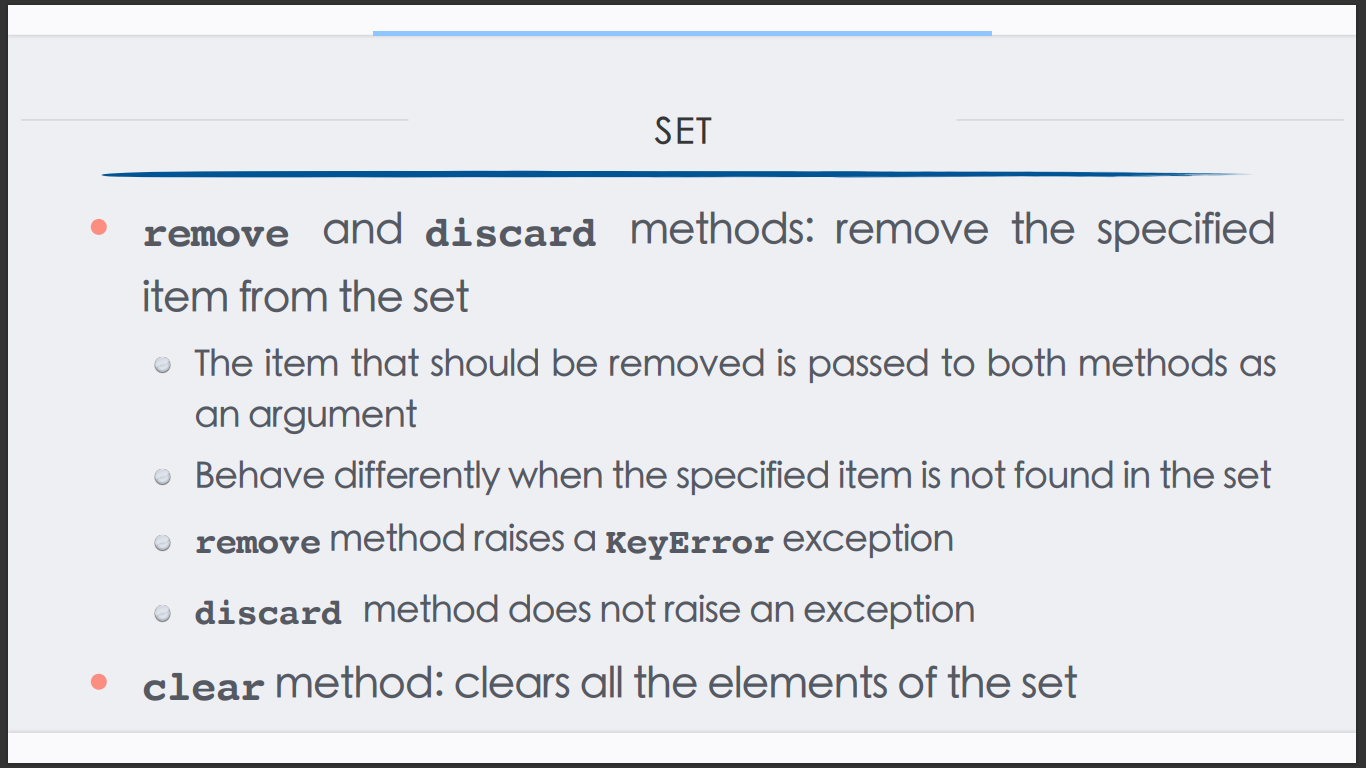 SET
remove and discard methods: remove the specified
item from the set
The item that should be removed is passed to both methods as
an argument
Behave differently when the specified item is not found in the set
remove method raises a KeyError exception
discard method does not raise an exception
clear method: clears all the elements of the set